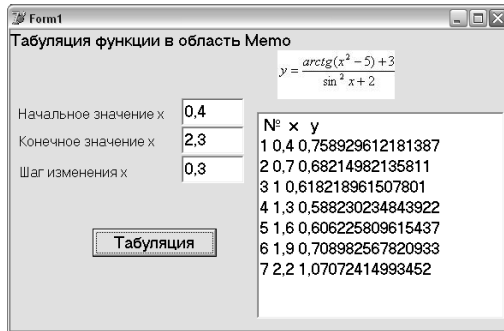 Form1
Табуляция функции в область Memo
y = (arctg(x² − 5) + 3) / (sin² x + 2)
Начальное значение x 0,4
Конечное значение x 2,3
Шаг изменения x 0,3
Табуляция
№ x y
1 0,4 0,758929612181387
2 0,7 0,68214982135811
3 1 0,618218961507801
4 1,3 0,588230234843922
5 1,6 0,606225809615437
6 1,9 0,708982567820933
7 2,2 1,07072414993452